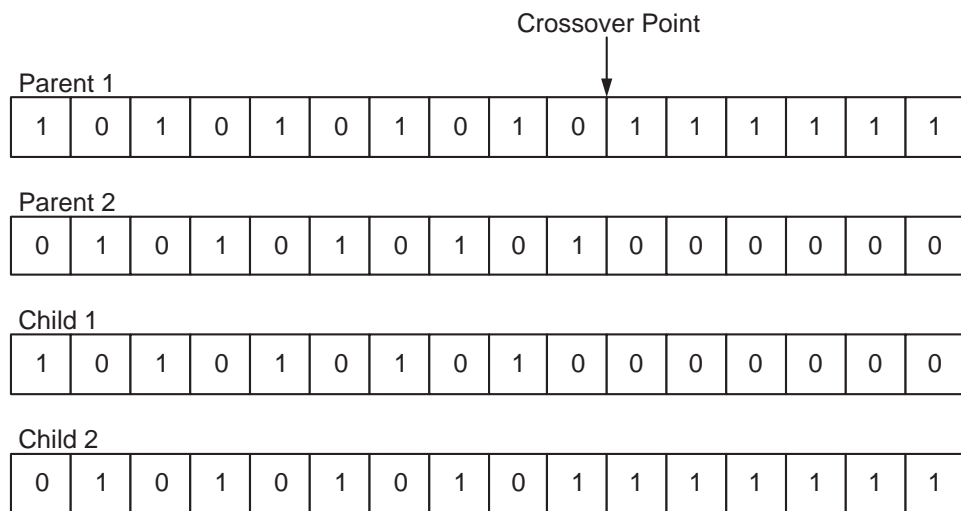 Crossover Point
Parent 1
1 0 1 0 1 0 1 0 1 0 1 1 1 1 1 1
Parent 2
0 1 0 1 0 1 0 1 0 1 0 0 0 0 0 0
Child 1
1 0 1 0 1 0 1 0 1 0 0 0 0 0 0 0
Child 2
0 1 0 1 0 1 0 1 0 1 1 1 1 1 1 1